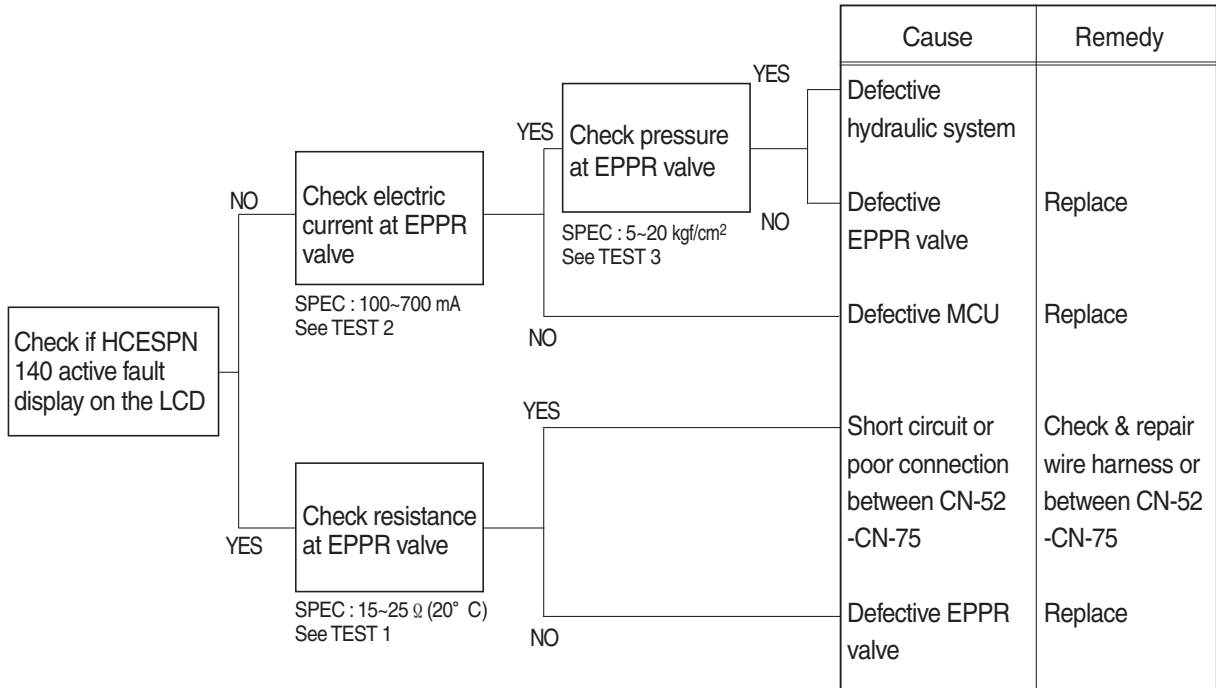 Cause
Remedy
YES
Defective
hydraulic system
YES
Check pressure
at EPPR valve
NO
Check electric
current at EPPR
valve
NO
Defective
EPPR valve
Replace
SPEC : 5~20 kgf/cm²
See TEST 3
SPEC : 100~700 mA
See TEST 2
NO
Defective MCU
Replace
Check if HCESPN
140 active fault
display on the LCD
YES
Short circuit or
poor connection
between CN-52
-CN-75
Check & repair
wire harness or
between CN-52
-CN-75
YES
Check resistance
at EPPR valve
SPEC : 15~25 Ω (20° C)
See TEST 1
NO
Defective EPPR
valve
Replace